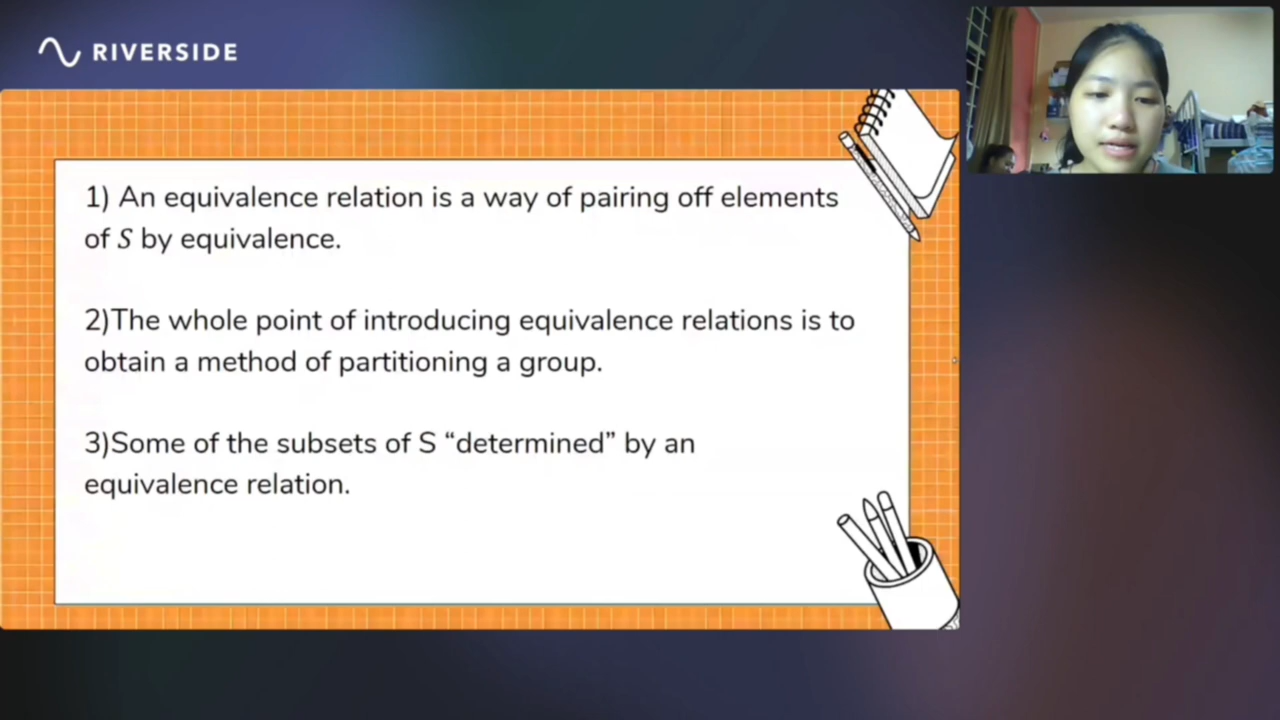 RIVERSIDE
1) An equivalence relation is a way of pairing off elements
of S by equivalence.
2)The whole point of introducing equivalence relations is to
obtain a method of partitioning a group.
3)Some of the subsets of S “determined” by an
equivalence relation.